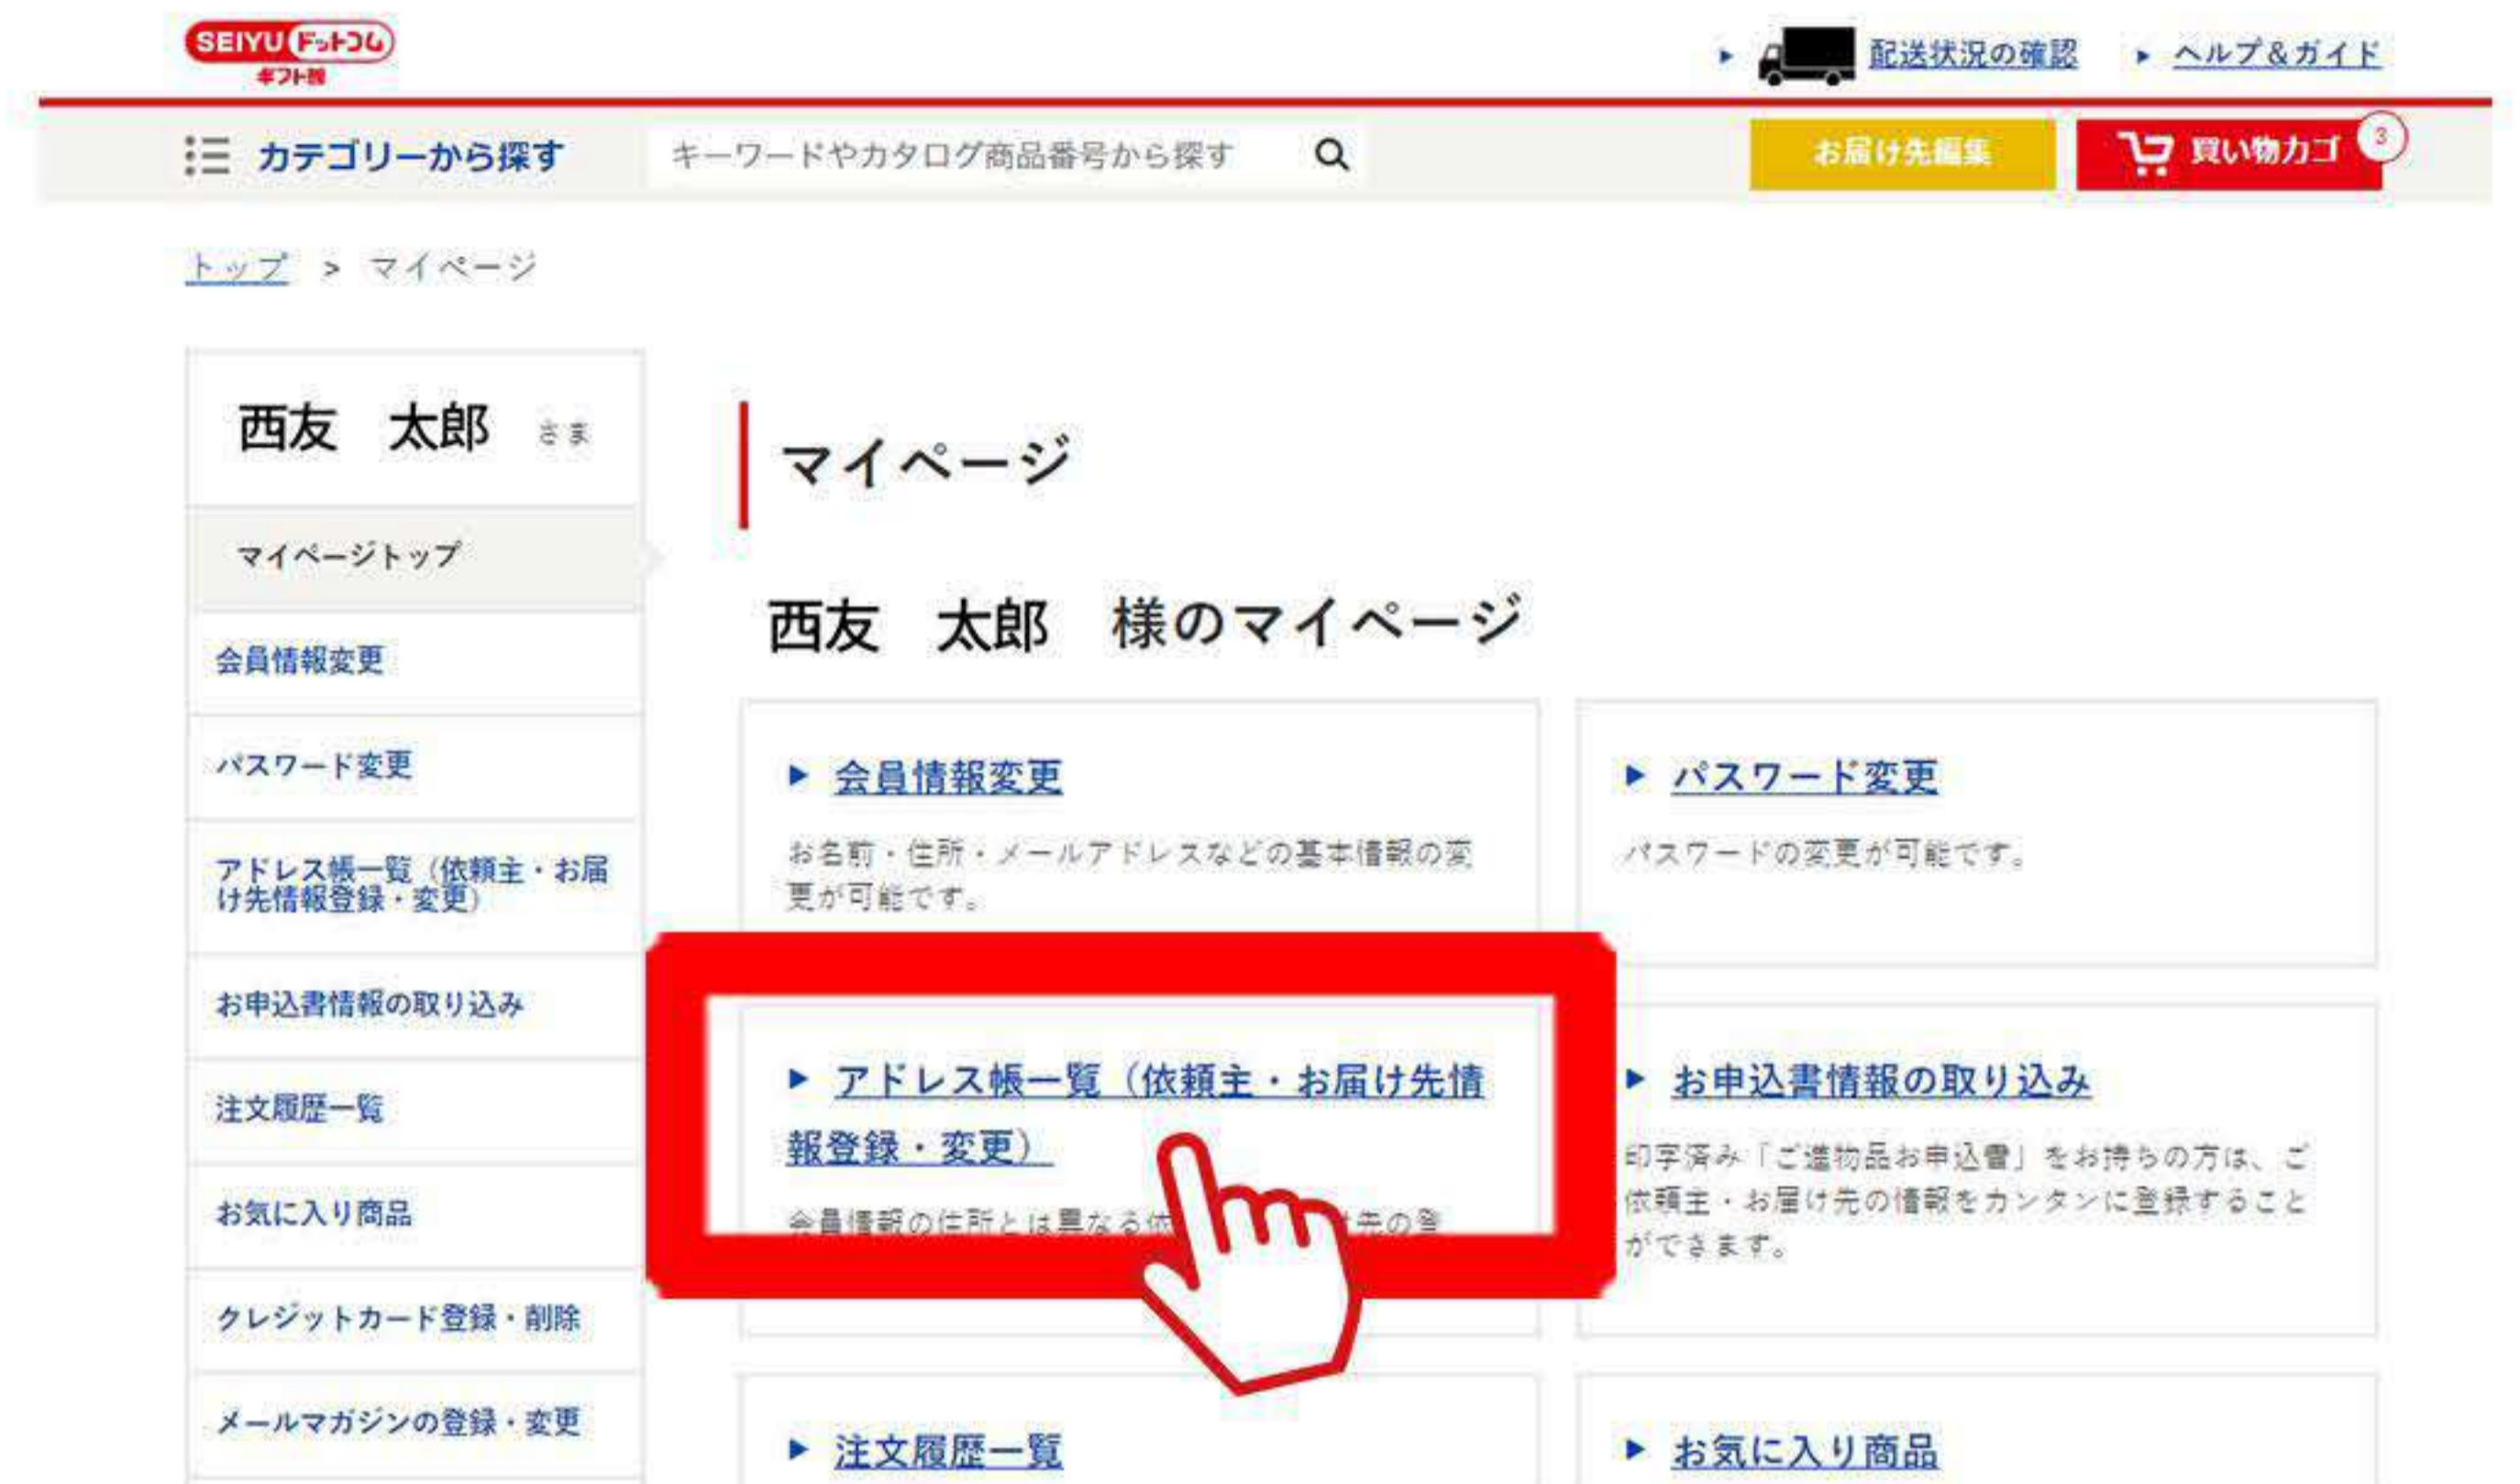 SEIYU ドットコム
ギフト館
配送状況の確認
ヘルプ&ガイド
カテゴリーから探す
キーワードやカタログ商品番号から探す
お届け先編集
買い物カゴ
3
トップ > マイページ
西友 太郎 さま
マイページトップ
会員情報変更
パスワード変更
アドレス帳一覧（依頼主・お届
け先情報登録・変更）
お申込書情報の取り込み
注文履歴一覧
お気に入り商品
クレジットカード登録・削除
メールマガジンの登録・変更
マイページ
西友 太郎 様のマイページ
会員情報変更
お名前・住所・メールアドレスなどの基本情報の変
更が可能です。
パスワード変更
パスワードの変更が可能です。
アドレス帳一覧（依頼主・お届け先情
報登録・変更）
会員情報の住所とは異なる依 先の登
お申込書情報の取り込み
印字済み「ご進物品お申込書」をお持ちの方は、ご
依頼主・お届け先の情報をカンタンに登録すること
ができます。
注文履歴一覧
お気に入り商品